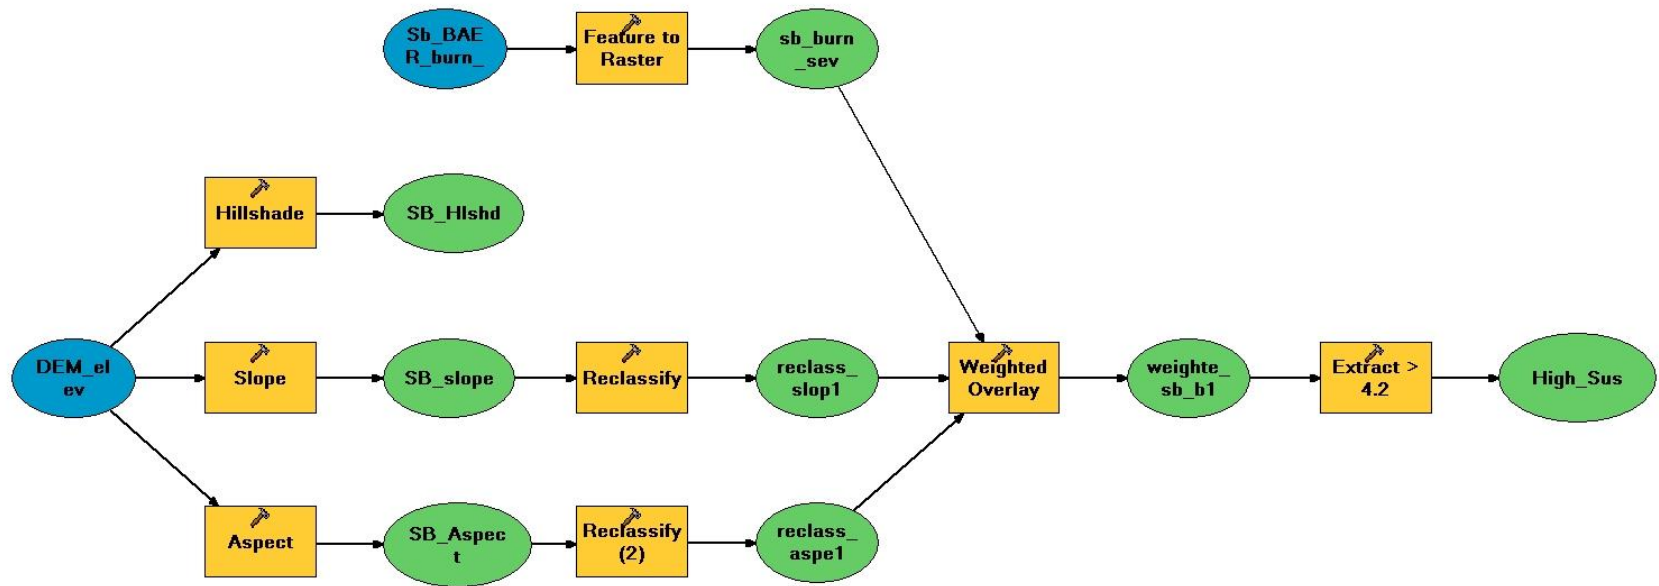 Sb_BAE
R_burn_
Feature to
Raster
sb_burn
_sev
Hillshade
SB_Hlshd
DEM_el
ev
Slope
SB_slope
Reclassify
reclass_
slop1
Weighted
Overlay
weighte_
sb_b1
Extract >
4.2
High_Sus
Aspect
SB_Aspec
t
Reclassify
(2)
reclass_
aspe1